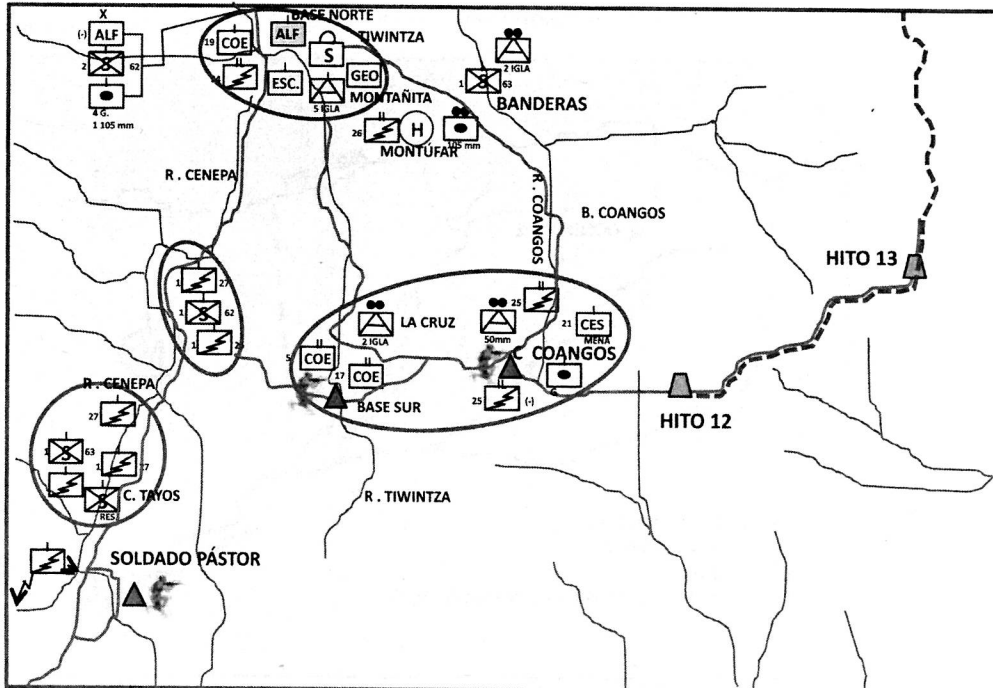 X
(-) ALF
2 S 62
4 G.
1 105 mm
BASE NORTE
19 COE
ALF
TIWINTZA
S
ESC.
GEO
MONTAÑITA
5 IGLA
2 IGLA
1 S 63
BANDERAS
26
H
105 mm
MONTÚFAR
R . CENEPA
R . COANGOS
B. COANGOS
HITO 13
1 27
1 S 62
1
25
21 CES
MENA
LA CRUZ
2 IGLA
50mm
C. COANGOS
5 COE
17 COE
BASE SUR
25 (-)
G
HITO 12
R . CENEPA
27
1 S 63
1 17
1
S
RES
C. TAYOS
R . TIWINTZA
SOLDADO PÁSTOR